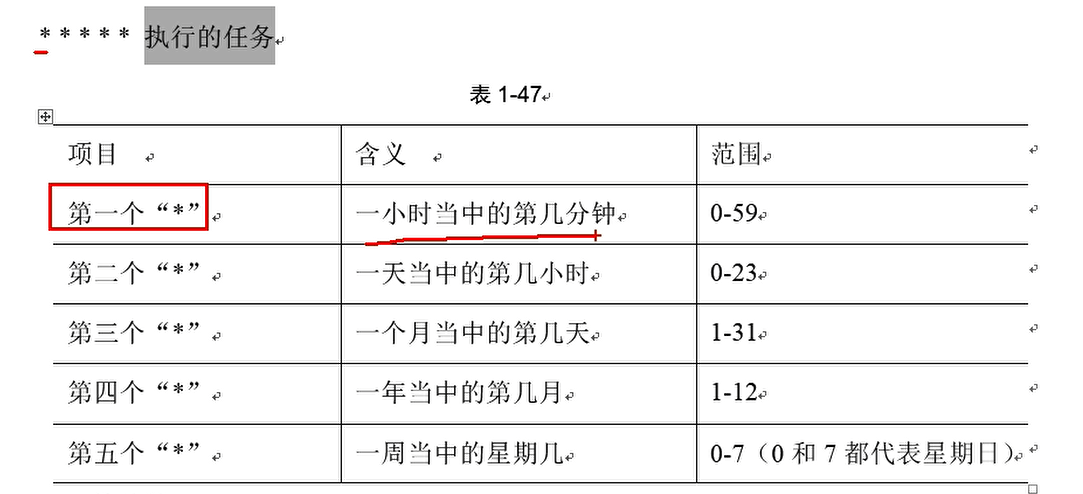 * * * * * 执行的任务
表 1-47
项目 含义 范围
第一个“*” 一小时当中的第几分钟 0-59
第二个“*” 一天当中的第几小时 0-23
第三个“*” 一个月当中的第几天 1-31
第四个“*” 一年当中的第几月 1-12
第五个“*” 一周当中的星期几 0-7（0 和 7 都代表星期日）